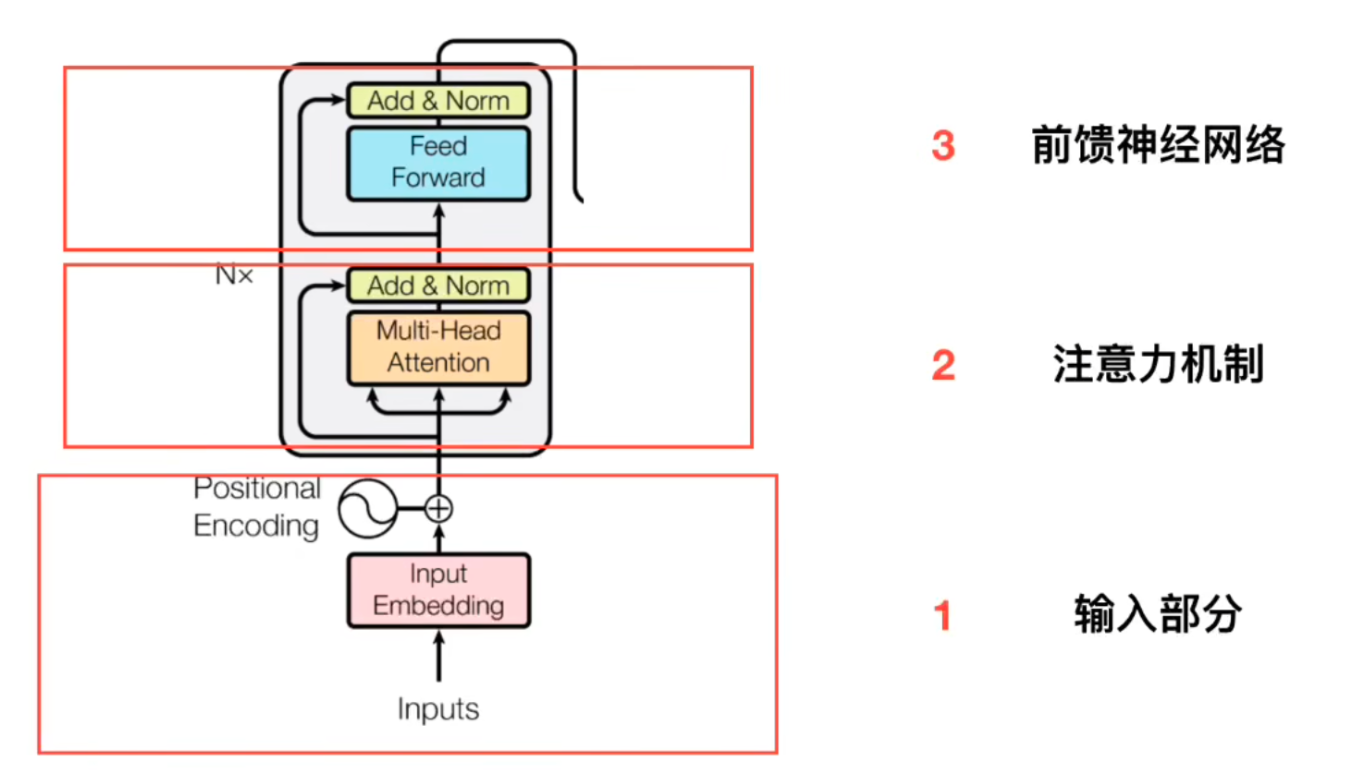 Add & Norm
Feed
Forward
3 前馈神经网络
N×
Add & Norm
Multi-Head
Attention
2 注意力机制
Positional
Encoding
Input
Embedding
1 输入部分
Inputs